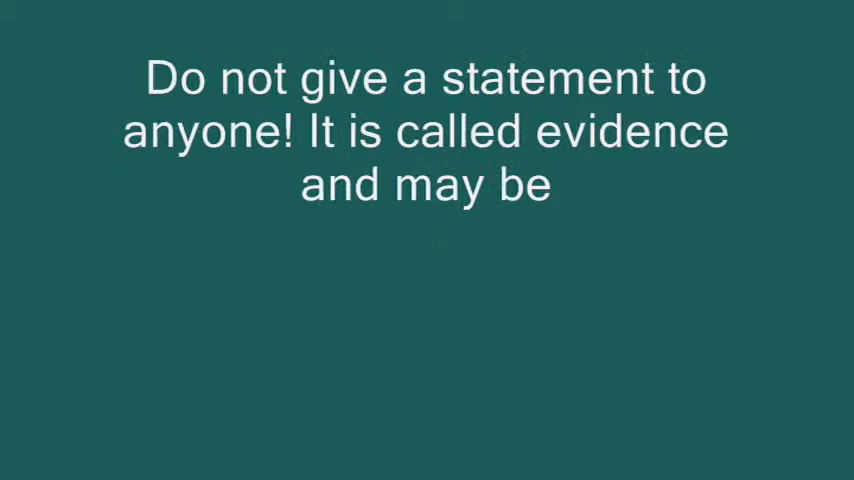 Do not give a statement to
anyone! It is called evidence
and may be